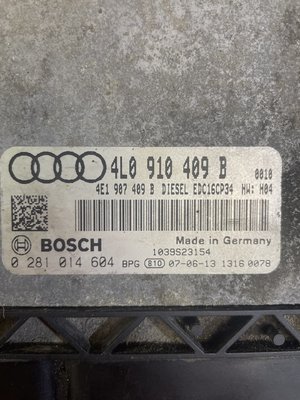 4L0 910 409 B 0010
4E1 907 409 B DIESEL EDC16CP34 HW: H04
BOSCH Made in Germany
1039S23154
0 281 014 604 BPG 810 07-06-13 1316 0078